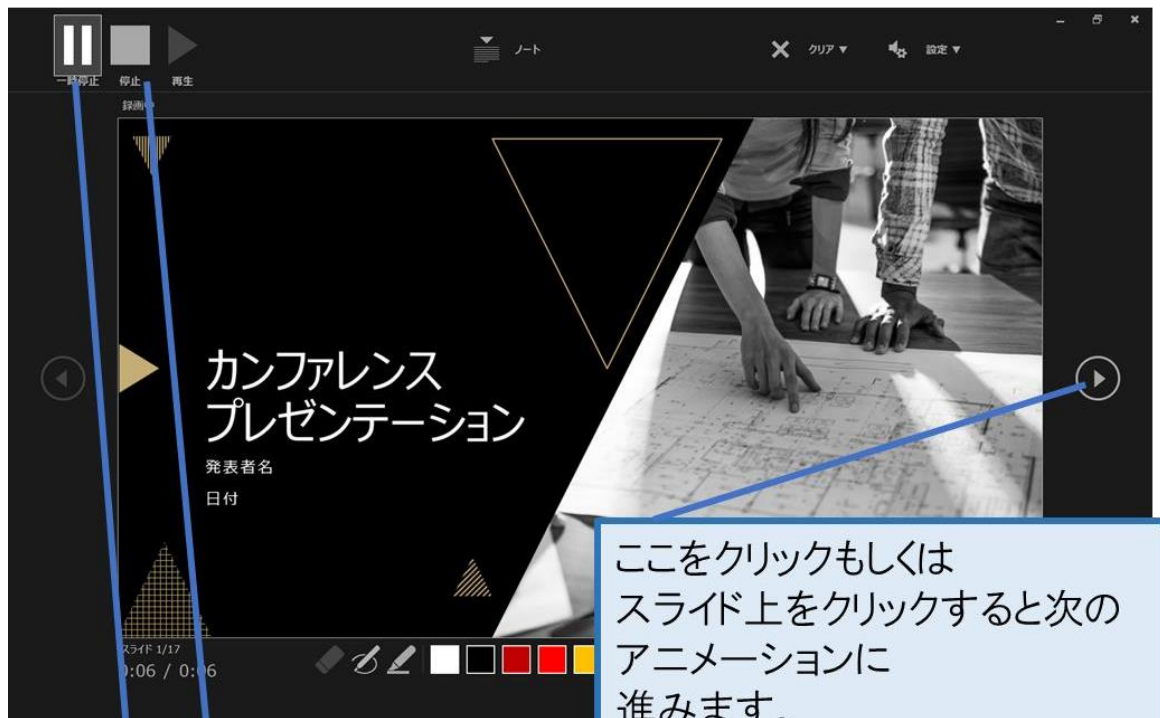 一時停止 停止 再生
ノート
クリア ▼
設定 ▼
録画中
カンファレンス
プレゼンテーション
発表者名
日付
スライド 1/17
0:06 / 0:06
ここをクリックもしくは
スライド上をクリックすると次の
アニメーションに
進みます。